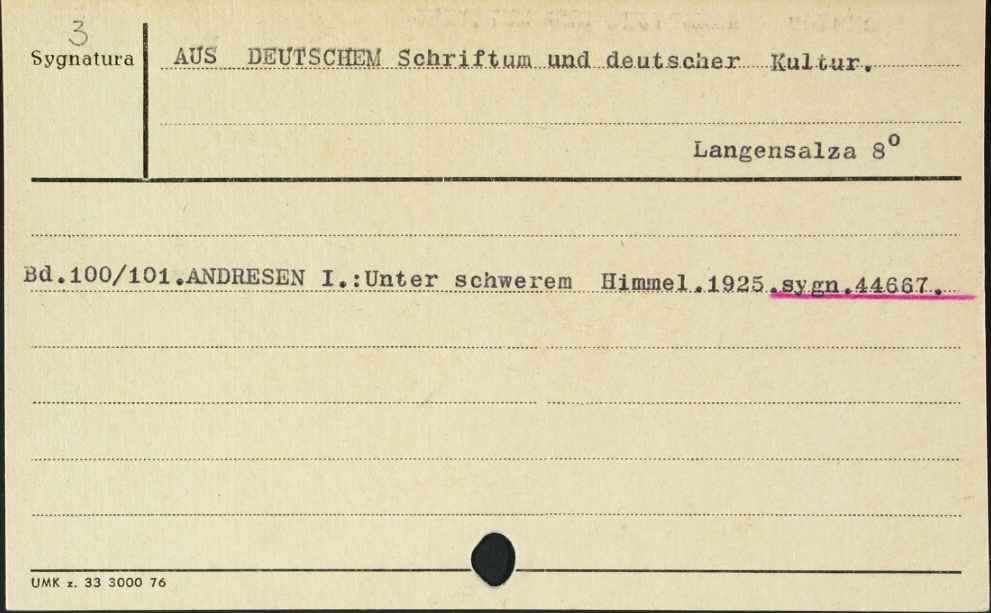 3
Sygnatura
AUS DEUTSCHEM Schriftum und deutscher Kultur.
Langensalza 8º
Bd.100/101.ANDRESEN I.:Unter schwerem Himmel.1925.sygn.44667.
UMK z. 33 3000 76